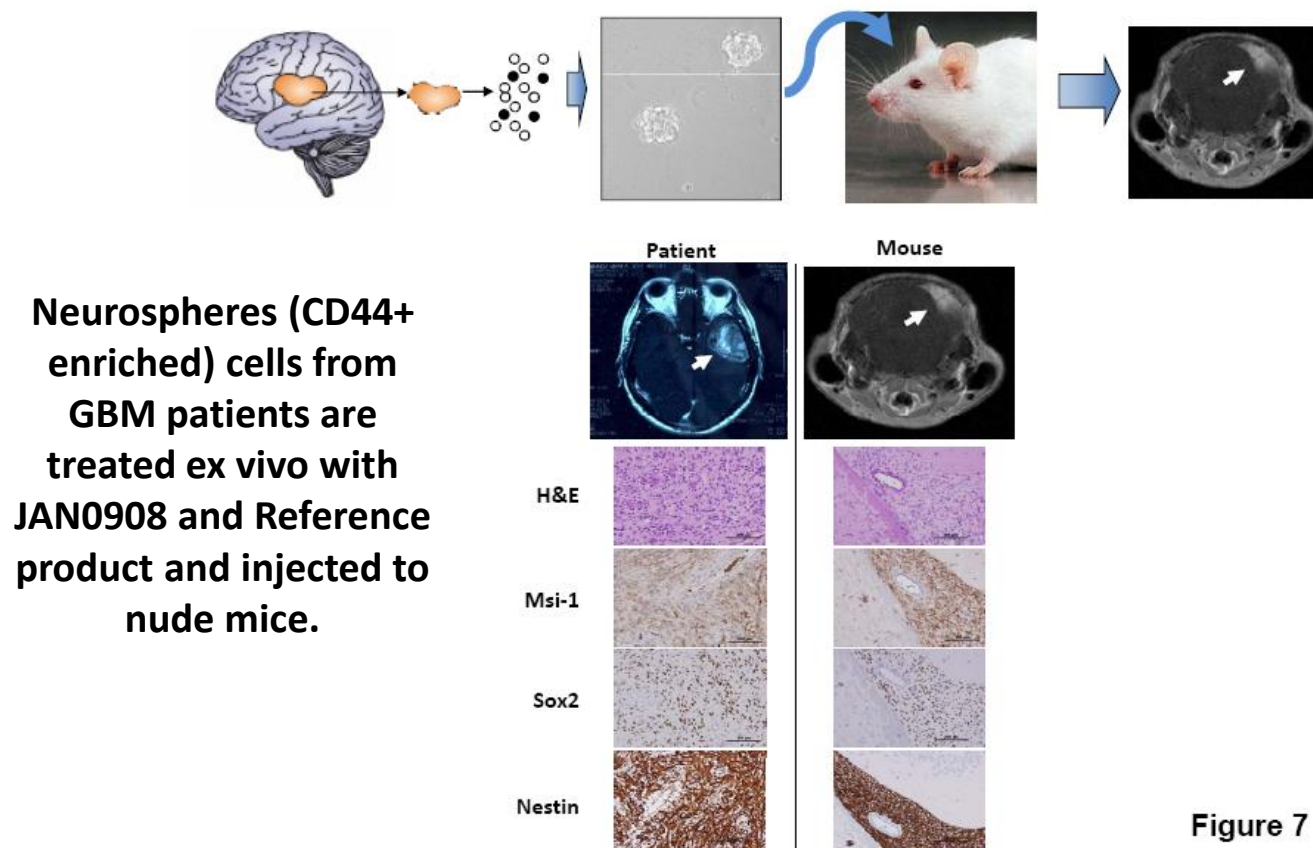 Patient
Mouse
Neurospheres (CD44+
enriched) cells from
GBM patients are
treated ex vivo with
JAN0908 and Reference
product and injected to
nude mice.
H&E
Msi-1
Sox2
Nestin
Figure 7